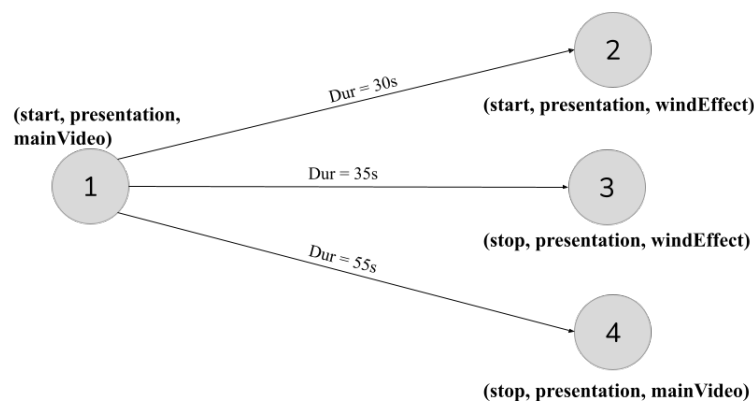 2
Dur = 30s
(start, presentation, windEffect)
(start, presentation,
mainVideo)
1
Dur = 35s
3
(stop, presentation, windEffect)
Dur = 55s
4
(stop, presentation, mainVideo)